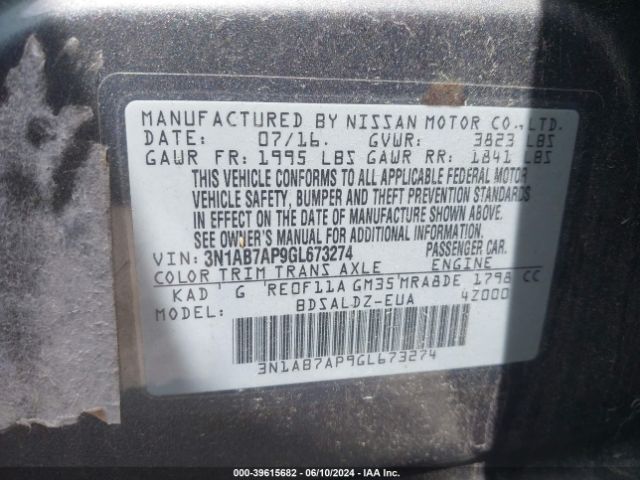 MANUFACTURED BY NISSAN MOTOR CO., LTD.
DATE: 07/16. GVWR: 3823 LBS
GAWR FR: 1995 LBS GAWR RR: 1841 LBS
THIS VEHICLE CONFORMS TO ALL APPLICABLE FEDERAL MOTOR
VEHICLE SAFETY, BUMPER AND THEFT PREVENTION STANDARDS
IN EFFECT ON THE DATE OF MANUFACTURE SHOWN ABOVE.
SEE OWNER'S MANUAL FOR ADDITIONAL INFORMATION.
VIN: 3N1AB7AP9GL673274 PASSENGER CAR.
COLOR TRIM TRANS AXLE ENGINE
KAD G RE0F11A GM35 MRA8DE 1798 CC
MODEL: BDSALDZ-EUA 4Z000
3N1AB7AP9GL673274
000-39615682 - 06/10/2024 - IAA Inc.